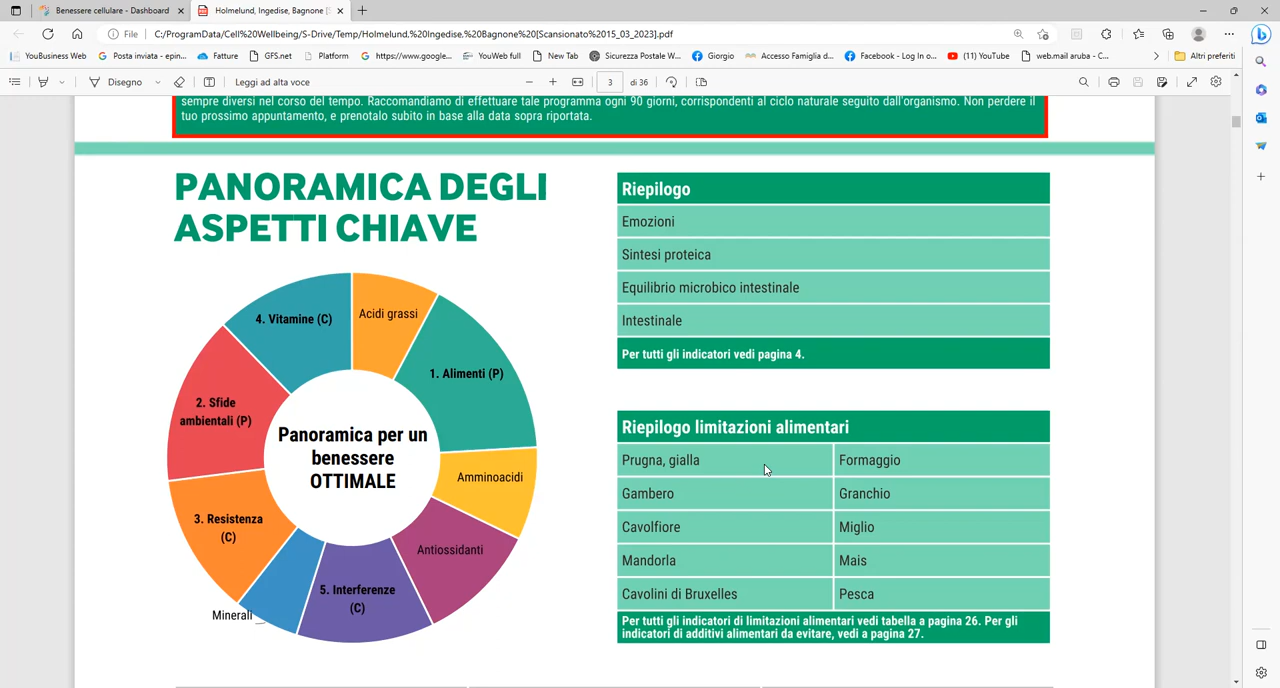 Benessere cellulare - Dashboard
Holmelund, Ingedise, Bagnone [S
File
C:/ProgramData/Cell%20Wellbeing/S-Drive/Temp/Holmelund,%20Ingedise,%20Bagnone%20[Scansionato%2015_03_2023].pdf
YouBusiness Web
Posta inviata - epin...
Fatture
GFS.net
Platform
https://www.google...
YouWeb full
New Tab
Sicurezza Postale W...
Giorgio
Accesso Famiglia d...
Facebook - Log In o...
(11) YouTube
web.mail aruba - C...
Altri preferiti
Disegno
Leggi ad alta voce
3
di 36
sempre diversi nel corso del tempo. Raccomandiamo di effettuare tale programma ogni 90 giorni, corrispondenti al ciclo naturale seguito dall'organismo. Non perdere il
tuo prossimo appuntamento, e prenotalo subito in base alla data sopra riportata.
PANORAMICA DEGLI
ASPETTI CHIAVE
4. Vitamine (C)
Acidi grassi
1. Alimenti (P)
2. Sfide
ambientali (P)
Panoramica per un
benessere
OTTIMALE
Amminoacidi
3. Resistenza
(C)
Antiossidanti
5. Interferenze
(C)
Minerali
Riepilogo
Emozioni
Sintesi proteica
Equilibrio microbico intestinale
Intestinale
Per tutti gli indicatori vedi pagina 4.
Riepilogo limitazioni alimentari
Prugna, gialla
Formaggio
Gambero
Granchio
Cavolfiore
Miglio
Mandorla
Mais
Cavolini di Bruxelles
Pesca
Per tutti gli indicatori di limitazioni alimentari vedi tabella a pagina 26. Per gli
indicatori di additivi alimentari da evitare, vedi a pagina 27.